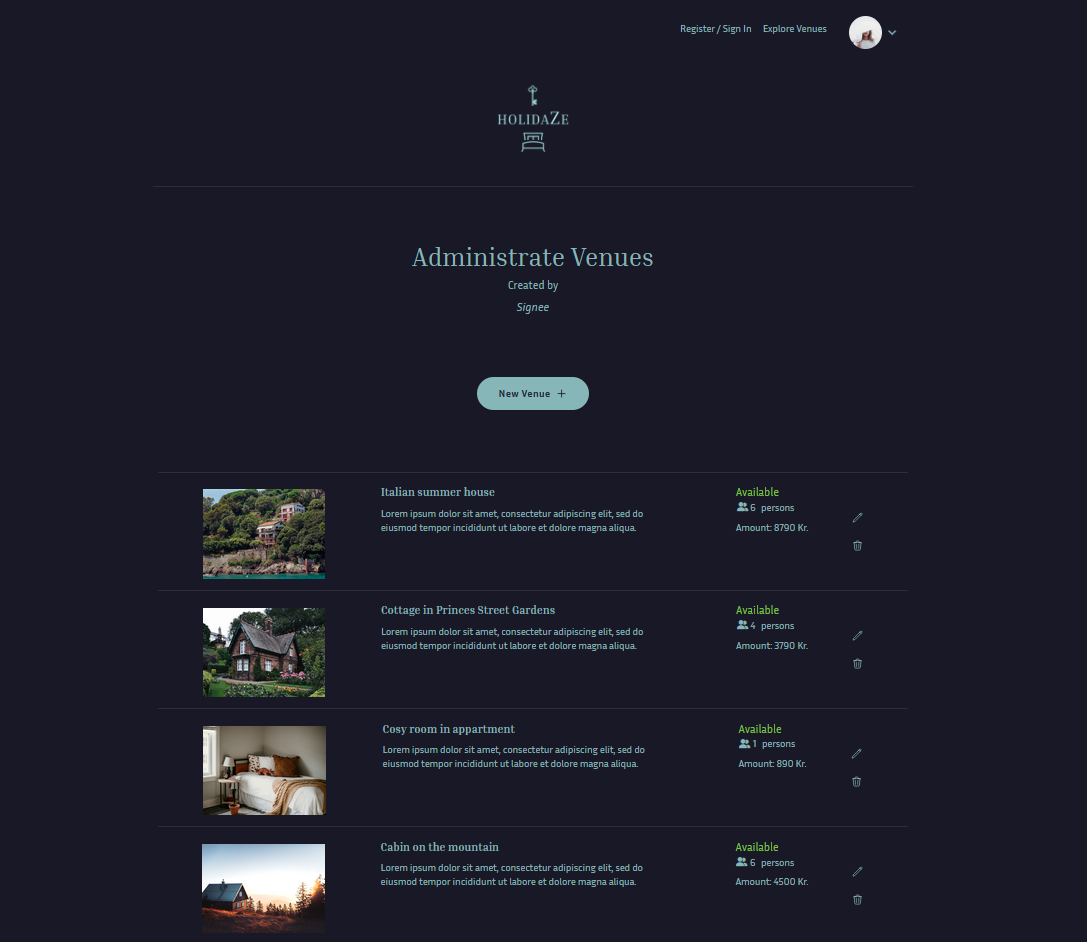 Register / Sign In
Explore Venues
HOLIDAZE
Administrate Venues
Created by
Signee
New Venue +
Italian summer house
Lorem ipsum dolor sit amet, consectetur adipiscing elit, sed do
eiusmod tempor incididunt ut labore et dolore magna aliqua.
Available
6 persons
Amount: 8790 Kr.
Cottage in Princes Street Gardens
Lorem ipsum dolor sit amet, consectetur adipiscing elit, sed do
eiusmod tempor incididunt ut labore et dolore magna aliqua.
Available
4 persons
Amount: 3790 Kr.
Cosy room in appartment
Lorem ipsum dolor sit amet, consectetur adipiscing elit, sed do
eiusmod tempor incididunt ut labore et dolore magna aliqua.
Available
1 persons
Amount: 890 Kr.
Cabin on the mountain
Lorem ipsum dolor sit amet, consectetur adipiscing elit, sed do
eiusmod tempor incididunt ut labore et dolore magna aliqua.
Available
6 persons
Amount: 4500 Kr.